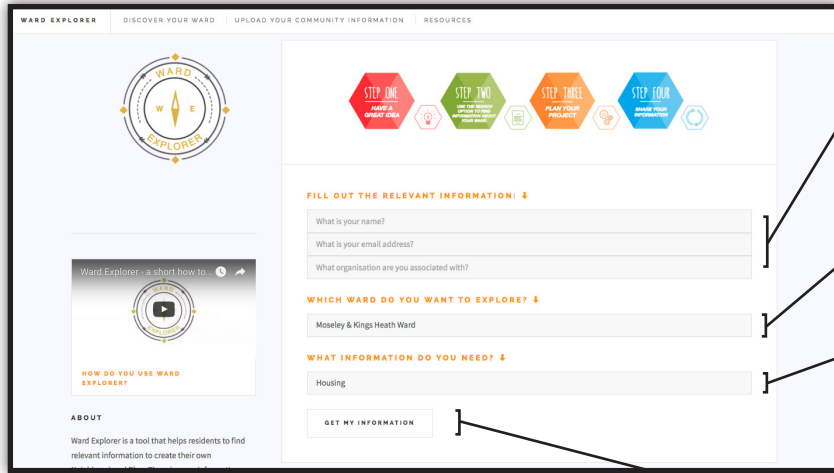 WARD EXPLORER DISCOVER YOUR WARD UPLOAD YOUR COMMUNITY INFORMATION RESOURCES
WARD
W E
EXPLORER
STEP ONE
HAVE A
GREAT IDEA
STEP TWO
USE THE SEARCH
OPTION TO FIND
INFORMATION ABOUT
YOUR WARD
STEP THREE
PLAN YOUR
PROJECT
STEP FOUR
SHARE YOUR
INFORMATION
FILL OUT THE RELEVANT INFORMATION:
What is your name?
What is your email address?
What organisation are you associated with?
WHICH WARD DO YOU WANT TO EXPLORE?
Moseley & Kings Heath Ward
WHAT INFORMATION DO YOU NEED?
Housing
GET MY INFORMATION
Ward Explorer - a short how to...
WARD
EXPLORER
HOW DO YOU USE WARD
EXPLORER?
ABOUT
Ward Explorer is a tool that helps residents to find
relevant information to create their own